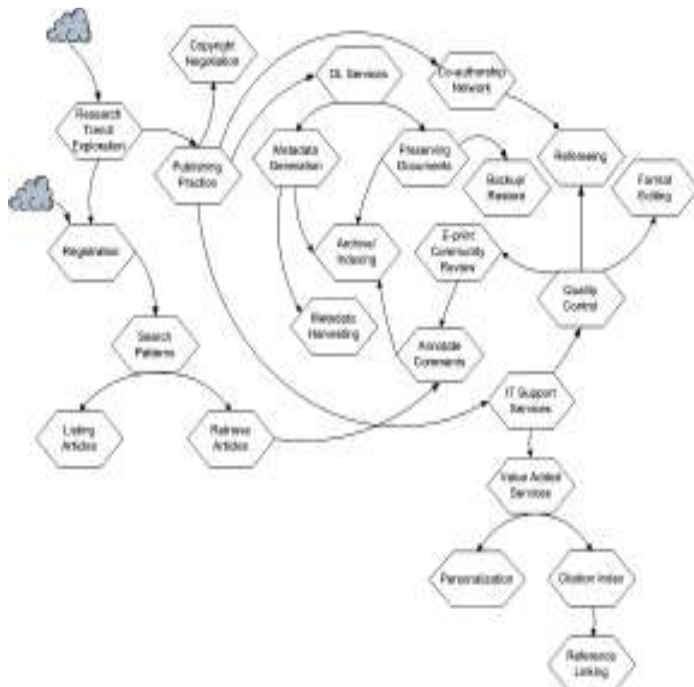 Copyright
Negotiation
DL Services
Co-authorship
Network
Research
Trend
Exploration
Publishing
Practice
Metadata
Generation
Preserving
Documents
Refereeing
Backup/
Restore
Format
Editing
Registration
Archive/
Indexing
E-print
Community
Review
Quality
Control
Metadata
Harvesting
Search
Patterns
Annotate
Comments
IT Support
Services
Listing
Articles
Retrieve
Articles
Value Added
Services
Personalization
Citation Index
Reference
Linking